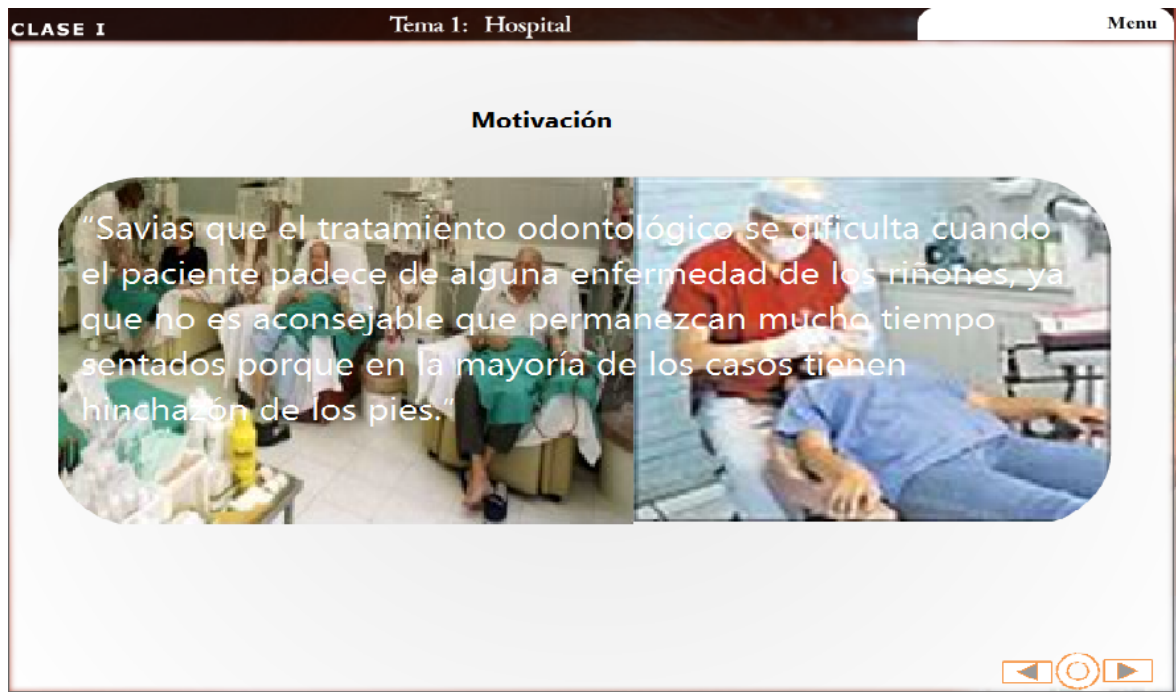 CLASE I
Tema 1: Hospital
Menu
Motivación
"Savias que el tratamiento odontológico se dificulta cuando
el paciente padece de alguna enfermedad de los riñones, ya
que no es aconsejable que permanezcan mucho tiempo
sentados porque en la mayoría de los casos tienen
hinchazón de los pies."